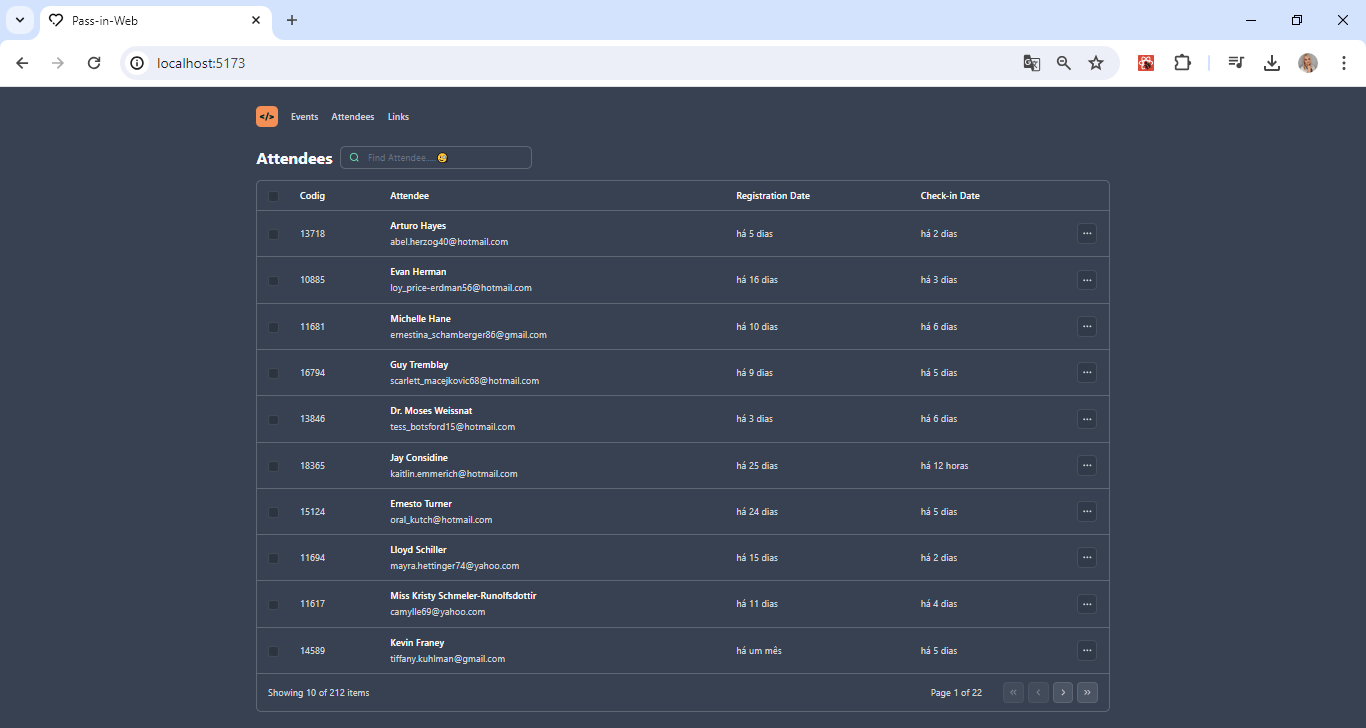 Pass-in-Web
localhost:5173
</> Events Attendees Links
Attendees Find Attendee....
Codig Attendee Registration Date Check-in Date
Arturo Hayes
13718 há 5 dias há 2 dias
abel.herzog40@hotmail.com
Evan Herman
10885 há 16 dias há 3 dias
loy_price-erdman56@hotmail.com
Michelle Hane
11681 há 10 dias há 6 dias
ernestina_schamberger86@gmail.com
Guy Tremblay
16794 há 9 dias há 5 dias
scarlett_macejkovic68@hotmail.com
Dr. Moses Weissnat
13846 há 3 dias há 6 dias
tess_botsford15@hotmail.com
Jay Considine
18365 há 25 dias há 12 horas
kaitlin.emmerich@hotmail.com
Ernesto Turner
15124 há 24 dias há 5 dias
oral_kutch@hotmail.com
Lloyd Schiller
11694 há 15 dias há 2 dias
mayra.hettinger74@yahoo.com
Miss Kristy Schmeler-Runolfsdottir
11617 há 11 dias há 4 dias
camylle69@yahoo.com
Kevin Franey
14589 há um mês há 5 dias
tiffany.kuhlman@gmail.com
Showing 10 of 212 items Page 1 of 22